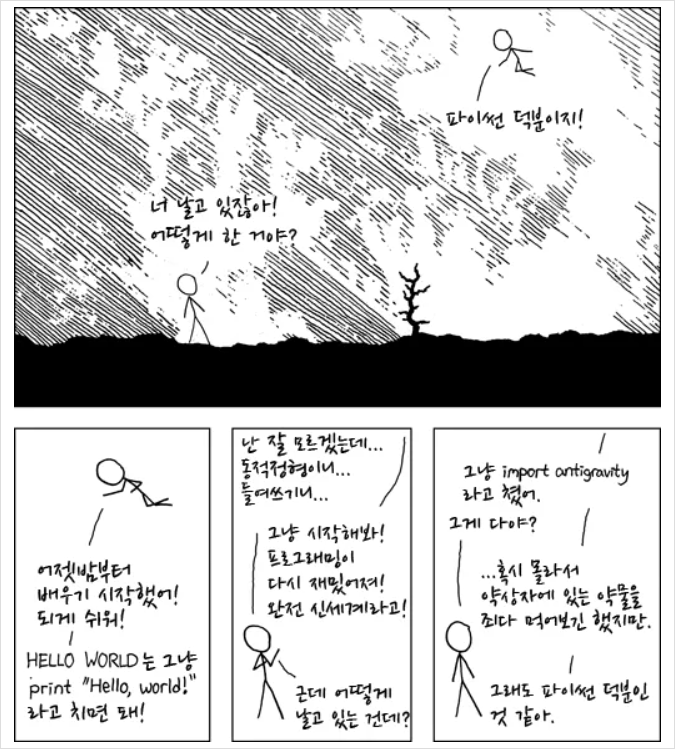 너 날고 있잖아!
어떻게 한 거야?
파이썬 덕분이지!
어젯밤부터
배우기 시작했어!
되게 쉬워!
HELLO WORLD는 그냥
print "Hello, world!"
라고 치면 돼!
난 잘 모르겠는데...
동적정형이니...
들여쓰기니...
그냥 시작해봐!
프로그래밍이
다시 재밌어져!
완전 신세계라고!
근데 어떻게
날고 있는 건데?
그냥 import antigravity
라고 쳤어.
그게 다야?
...혹시 몰라서
약상자에 있는 약물을
죄다 먹어보긴 했지만.
그래도 파이썬 덕분인
것 같아.